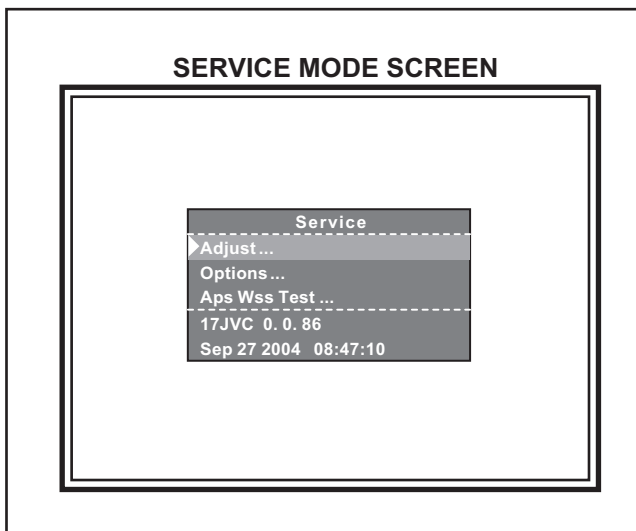 SERVICE MODE SCREEN
Service
Adjust...
Options...
Aps Wss Test ...
17JVC 0. 0. 86
Sep 27 2004 08:47:10